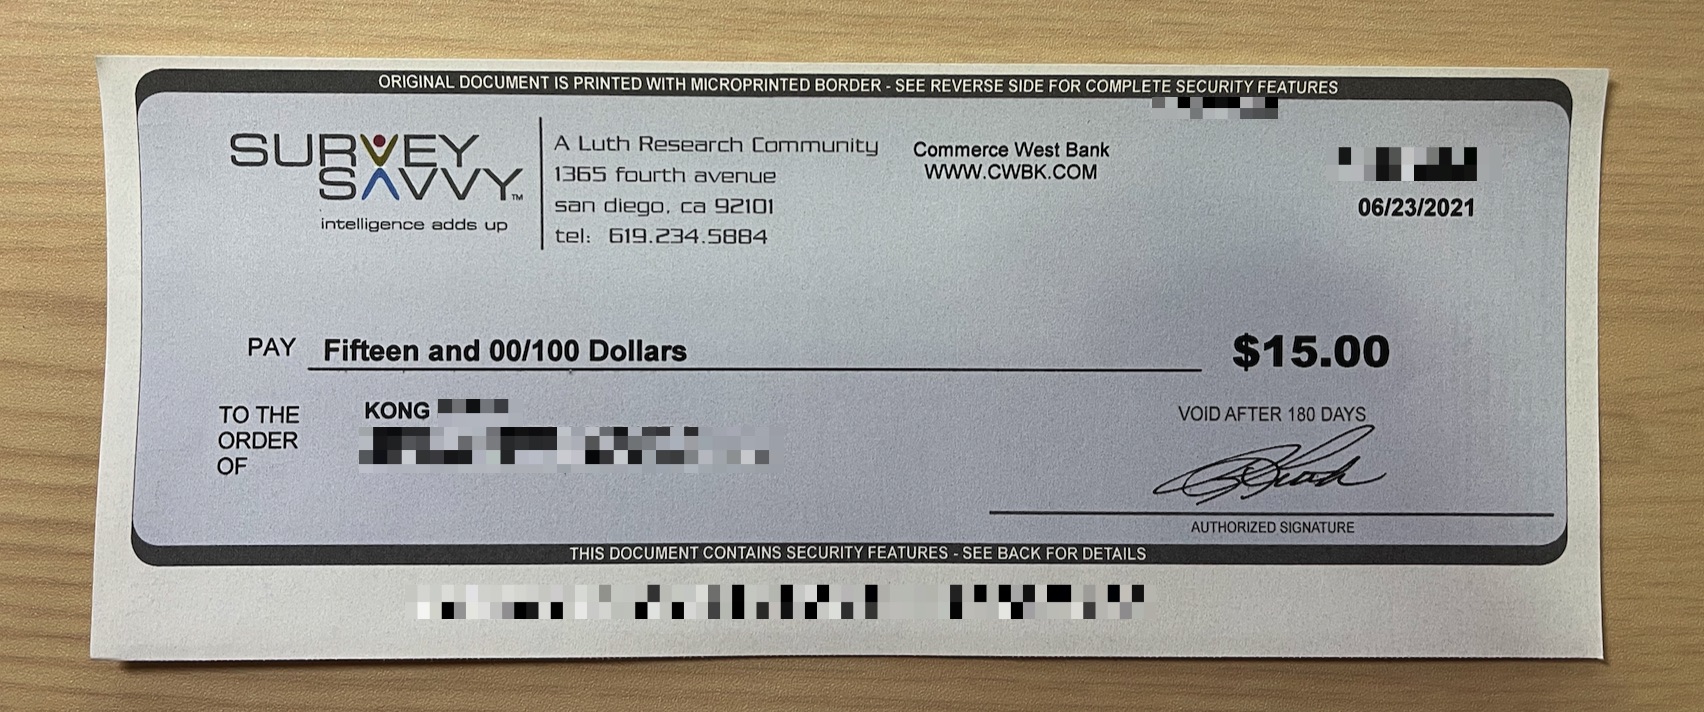 ORIGINAL DOCUMENT IS PRINTED WITH MICROPRINTED BORDER - SEE REVERSE SIDE FOR COMPLETE SECURITY FEATURES
SURVEY
SAVVY™
intelligence adds up
A Luth Research Community
1365 fourth avenue
san diego, ca 92101
tel: 619.234.5884
Commerce West Bank
WWW.CWBK.COM
06/23/2021
PAY Fifteen and 00/100 Dollars $15.00
TO THE
ORDER
OF
KONG
VOID AFTER 180 DAYS
AUTHORIZED SIGNATURE
THIS DOCUMENT CONTAINS SECURITY FEATURES - SEE BACK FOR DETAILS